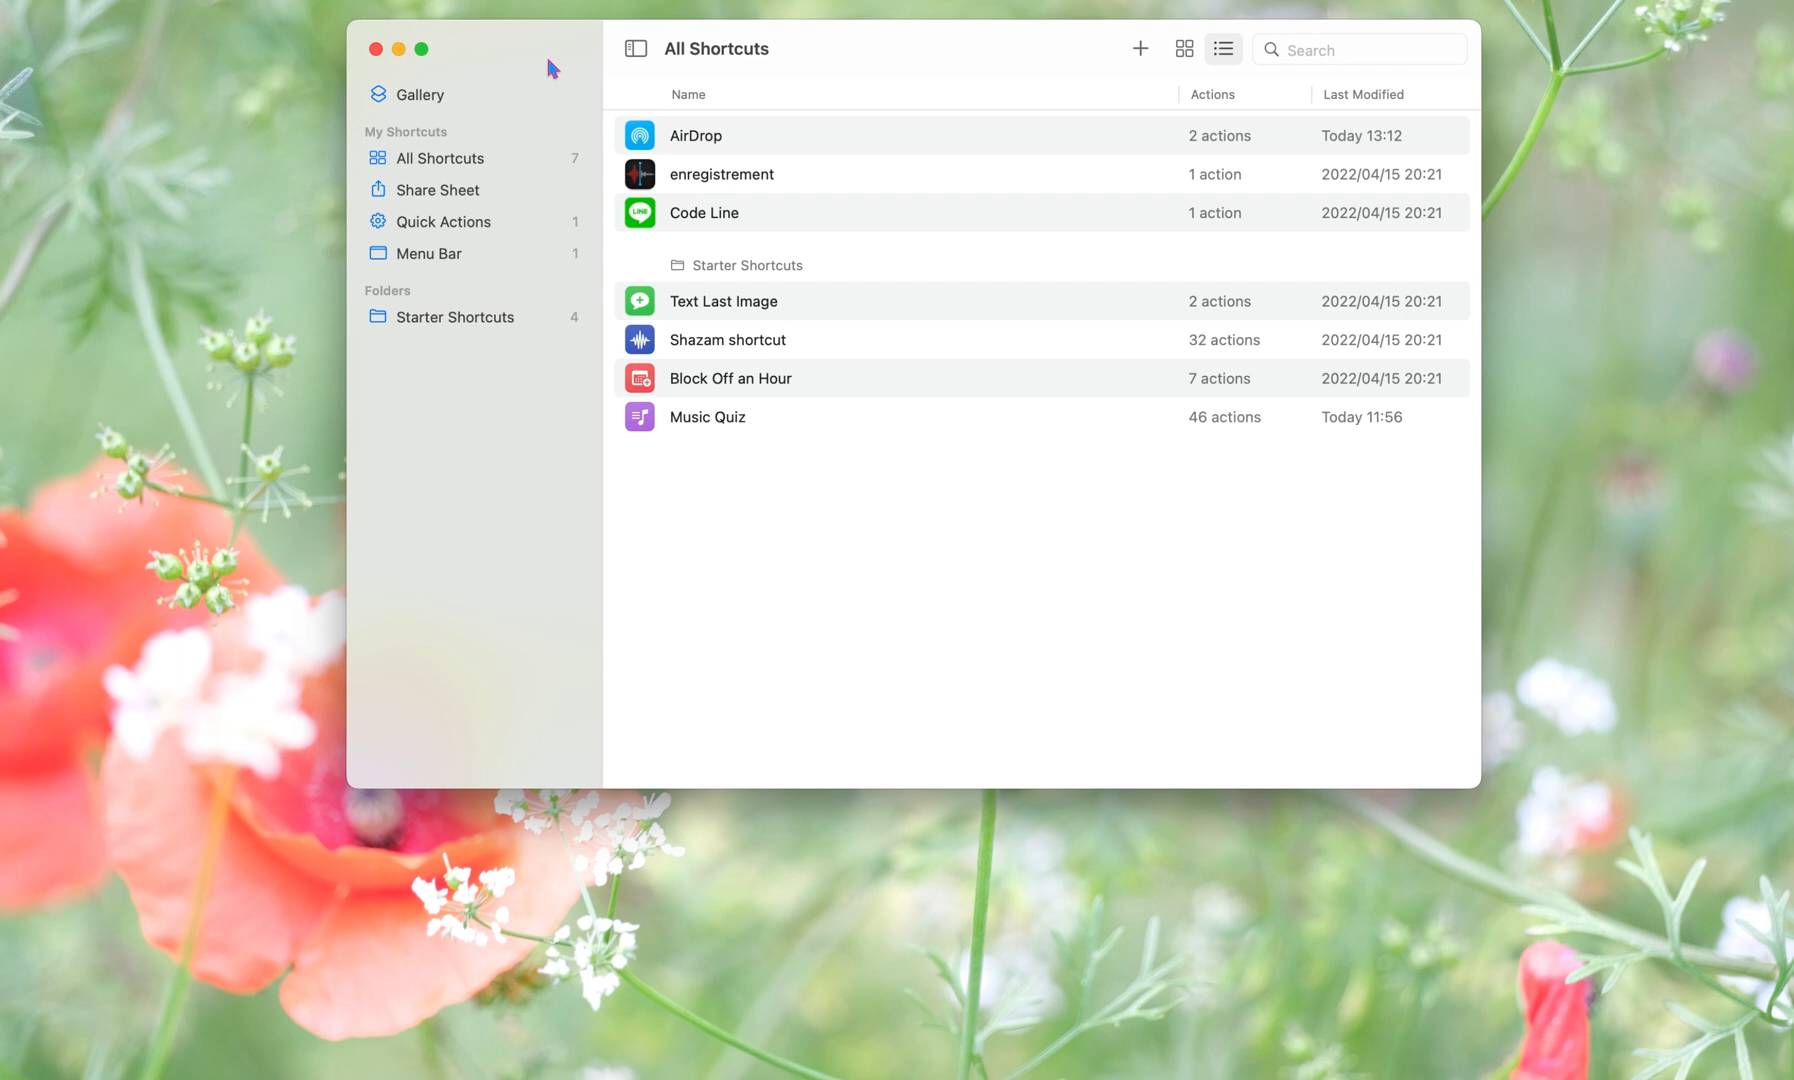 All Shortcuts
Search
Gallery
My Shortcuts
All Shortcuts 7
Share Sheet
Quick Actions 1
Menu Bar 1
Folders
Starter Shortcuts 4
Name Actions Last Modified
AirDrop 2 actions Today 13:12
enregistrement 1 action 2022/04/15 20:21
LINE
Code Line 1 action 2022/04/15 20:21
Starter Shortcuts
Text Last Image 2 actions 2022/04/15 20:21
Shazam shortcut 32 actions 2022/04/15 20:21
Block Off an Hour 7 actions 2022/04/15 20:21
Music Quiz 46 actions Today 11:56